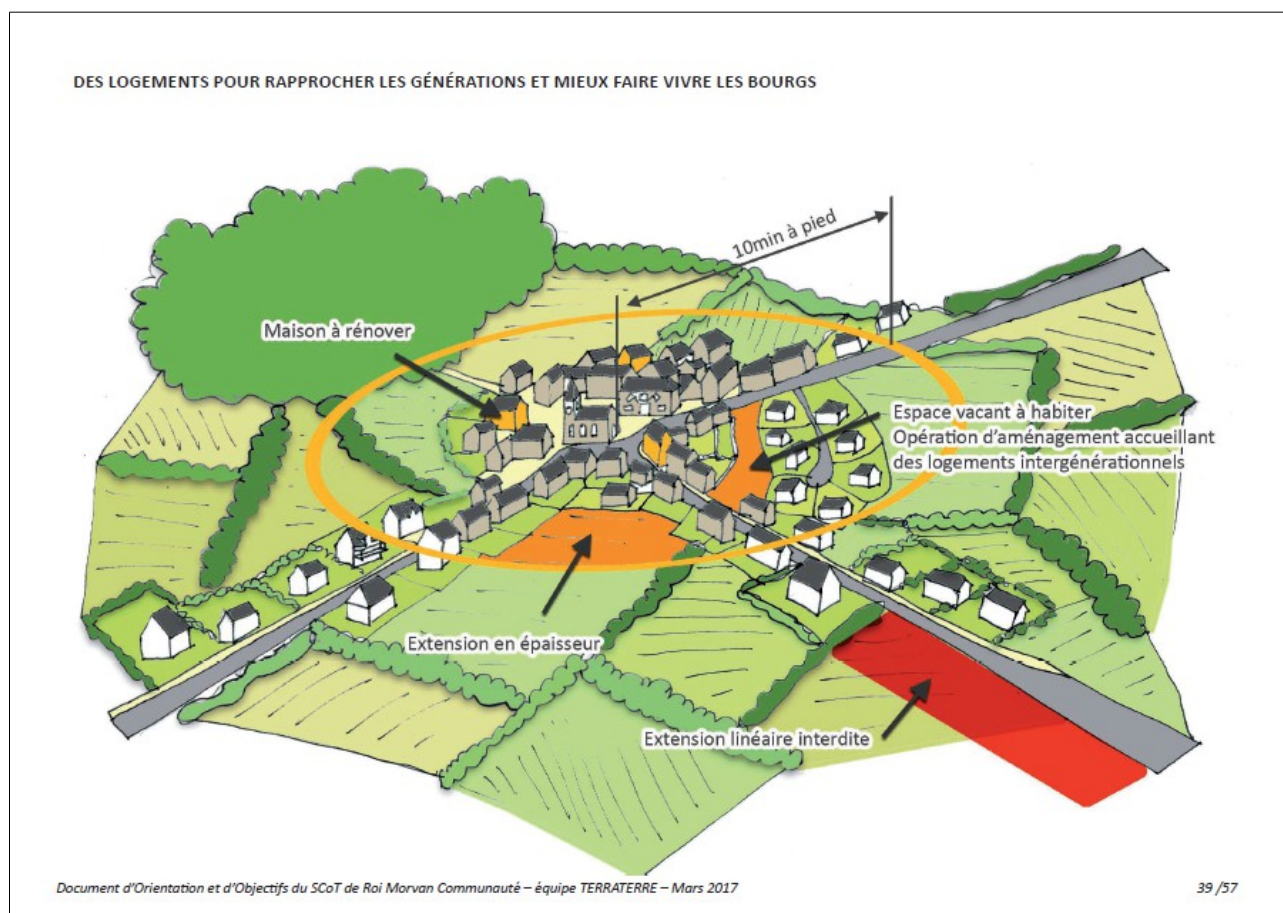 DES LOGEMENTS POUR RAPPROCHER LES GÉNÉRATIONS ET MIEUX FAIRE VIVRE LES BOURGS
10min à pied
Maison à rénover
Espace vacant à habiter
Opération d'aménagement accueillant
des logements intergénérationnels
Extension en épaisseur
Extension linéaire interdite
Document d'Orientation et d'Objectifs du SCoT de Roi Morvan Communauté – équipe TERRATERRE – Mars 2017
39 /57